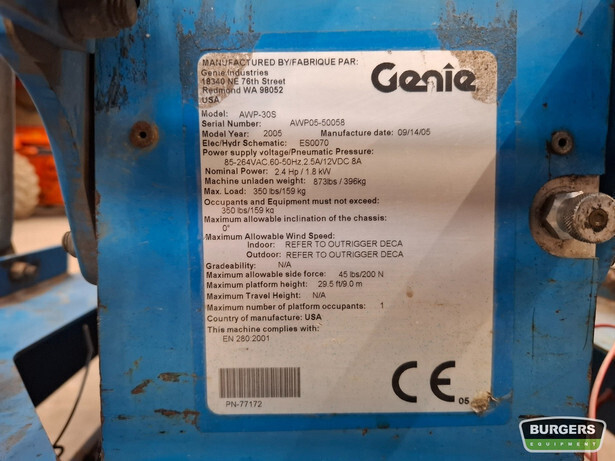 MANUFACTURED BY/FABRIQUE PAR:
Genie Industries
18340 NE 76th Street
Redmond WA 98052
USA
Genie
Model: AWP-30S
Serial Number: AWP05-50058
Model Year: 2005 Manufacture date: 09/14/05
Elec/Hydr Schematic: ES0070
Power supply voltage/Pneumatic Pressure:
85-264VAC.60-50Hz.2.5A/12VDC 8A
Nominal Power: 2.4 Hp / 1.8 kW
Machine unladen weight: 873lbs / 396kg
Max. Load: 350 lbs/159 kg
Occupants and Equipment must not exceed:
350 lbs/159 kg
Maximum allowable inclination of the chassis:
0°
Maximum Allowable Wind Speed:
Indoor: REFER TO OUTRIGGER DECA
Outdoor: REFER TO OUTRIGGER DECA
Gradeability: N/A
Maximum allowable side force: 45 lbs/200 N
Maximum platform height: 29.5 ft/9.0 m
Maximum Travel Height: N/A
Maximum number of platform occupants: 1
Country of manufacture: USA
This machine complies with:
EN 280:2001
PN-77172
CE
05
BURGERS
EQUIPMENT